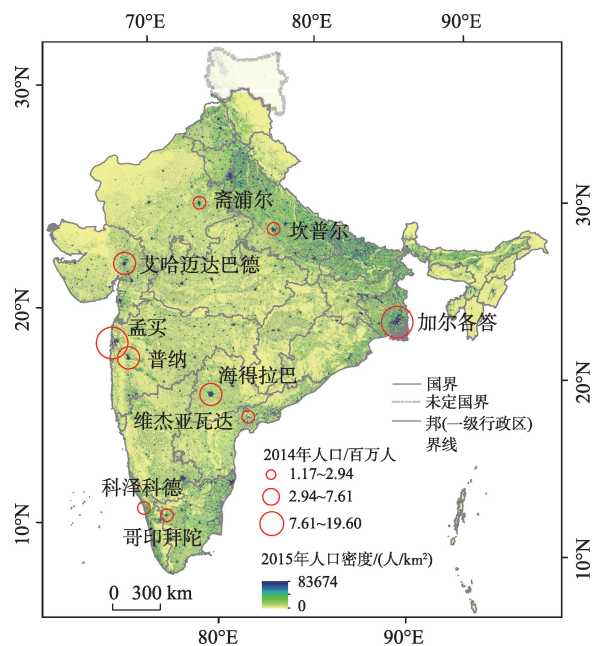 70°E
80°E
90°E
30°N
30°N
斋浦尔
坎普尔
艾哈迈达巴德
20°N
加尔各答
孟买
普纳
海得拉巴
20°N
国界
未定国界
邦(一级行政区)
界线
维杰亚瓦达
2014年人口/百万人
1.17~2.94
2.94~7.61
7.61~19.60
科泽科德
10°N
哥印拜陀
10°N
2015年人口密度/(人/km²)
83674
0
0 300 km
80°E
90°E